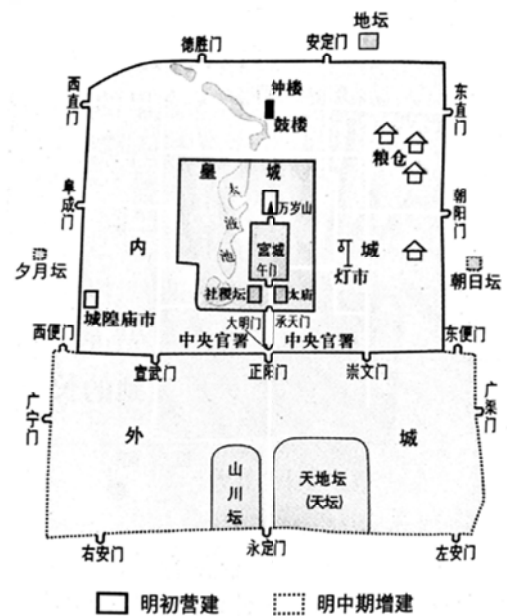 地坛
德胜门
安定门
西直门
钟楼
鼓楼
东直门
粮仓
皇城
太液池
万岁山
阜成门
朝阳门
宫城
午门
内城
灯市
夕月坛
朝日坛
社稷坛
太庙
城隍庙市
大明门
承天门
西便门
中央官署
中央官署
东便门
宣武门
正阳门
崇文门
广宁门
广渠门
外城
山川坛
天地坛
(天坛)
右安门
永定门
左安门
明初营建
明中期增建